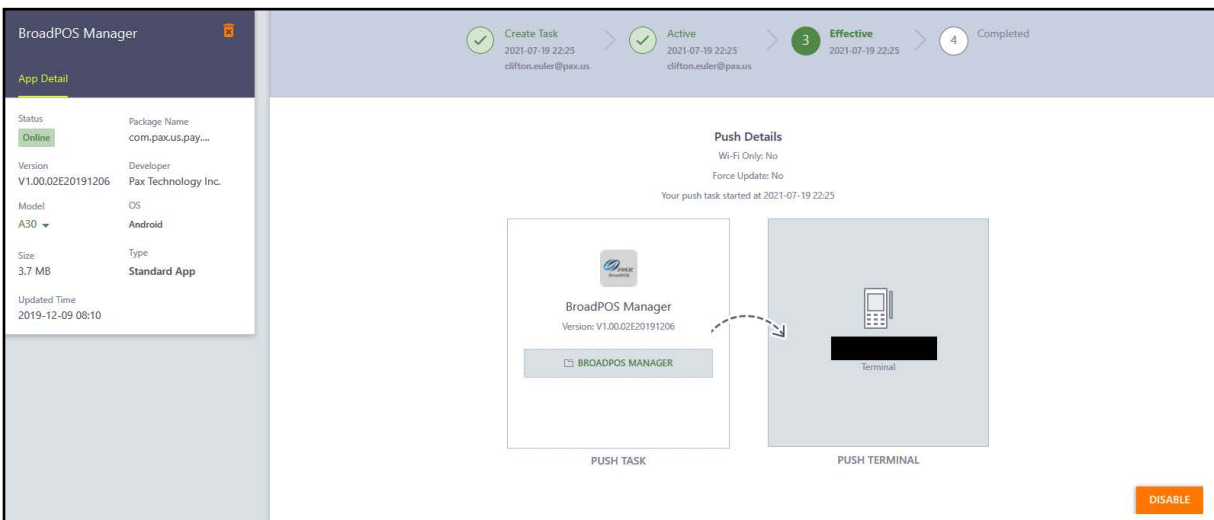 BroadPOS Manager
App Detail
Status
Online
Package Name
com.pax.us.pay....
Version
V1.00.02E20191206
Developer
Pax Technology Inc.
Model
A30
OS
Android
Size
3.7 MB
Type
Standard App
Updated Time
2019-12-09 08:10
Create Task
2021-07-19 22:25
clifton.euler@pax.us
Active
2021-07-19 22:25
clifton.euler@pax.us
3
Effective
2021-07-19 22:25
4
Completed
Push Details
Wi-Fi Only: No
Force Update: No
Your push task started at 2021-07-19 22:25
PAX
BroadPOS
BroadPOS Manager
Version: V1.00.02E20191206
BROADPOS MANAGER
PUSH TASK
Terminal
PUSH TERMINAL
DISABLE